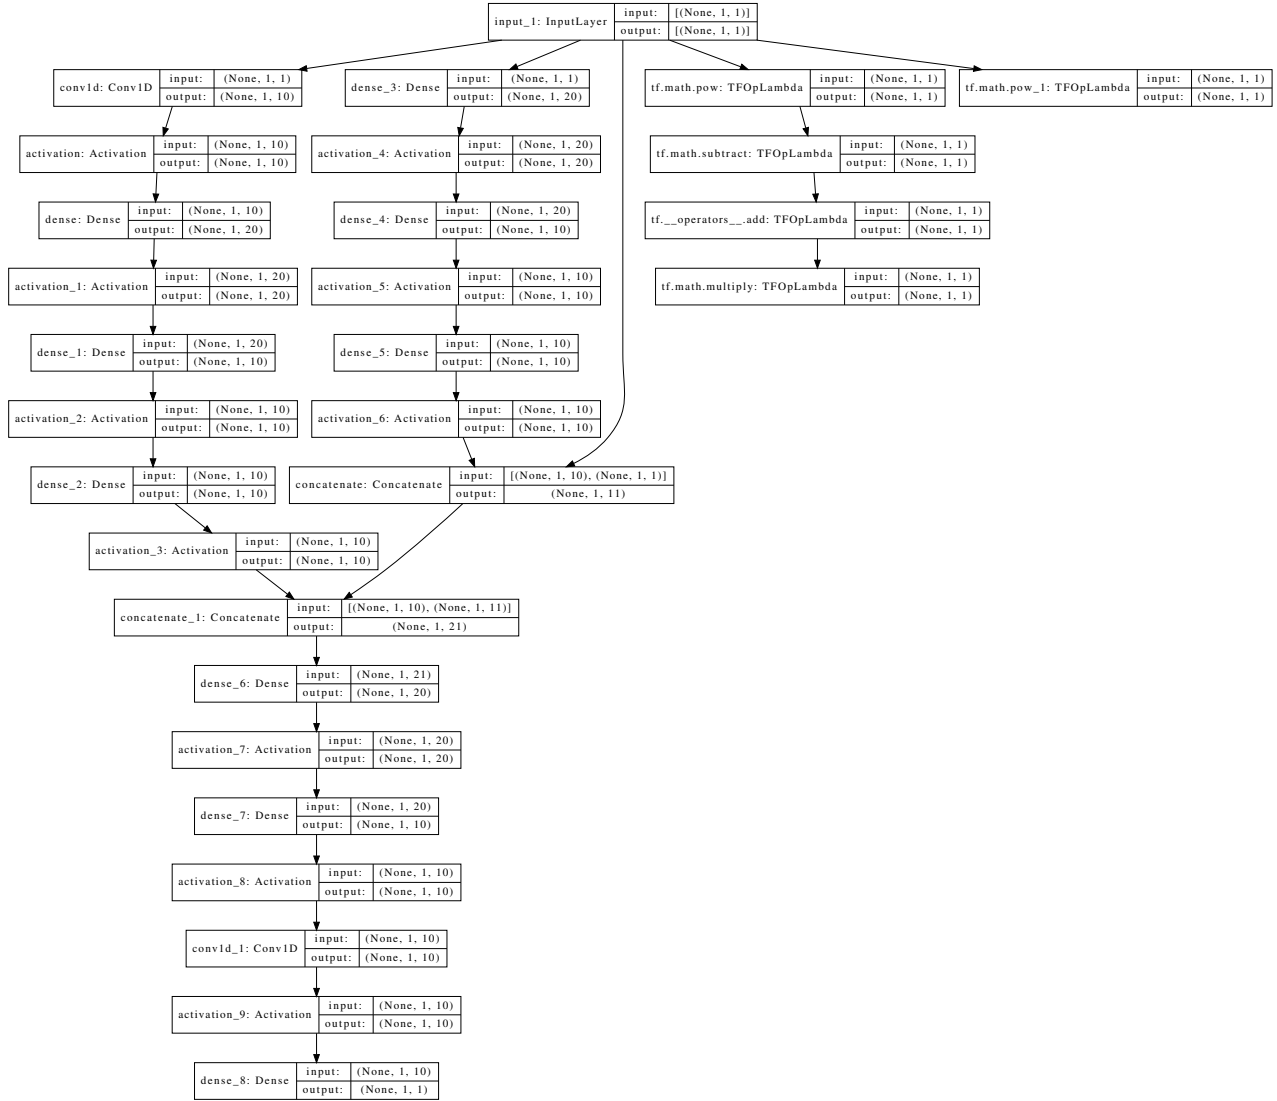 input_1: InputLayer input: [(None, 1, 1)]
output: [(None, 1, 1)]
conv1d: Conv1D input: (None, 1, 1)
output: (None, 1, 10)
dense_3: Dense input: (None, 1, 1)
output: (None, 1, 20)
tf.math.pow: TFOpLambda input: (None, 1, 1)
output: (None, 1, 1)
tf.math.pow_1: TFOpLambda input: (None, 1, 1)
output: (None, 1, 1)
activation: Activation input: (None, 1, 10)
output: (None, 1, 10)
activation_4: Activation input: (None, 1, 20)
output: (None, 1, 20)
tf.math.subtract: TFOpLambda input: (None, 1, 1)
output: (None, 1, 1)
dense: Dense input: (None, 1, 10)
output: (None, 1, 20)
dense_4: Dense input: (None, 1, 20)
output: (None, 1, 10)
tf.__operators__.add: TFOpLambda input: (None, 1, 1)
output: (None, 1, 1)
activation_1: Activation input: (None, 1, 20)
output: (None, 1, 20)
activation_5: Activation input: (None, 1, 10)
output: (None, 1, 10)
tf.math.multiply: TFOpLambda input: (None, 1, 1)
output: (None, 1, 1)
dense_1: Dense input: (None, 1, 20)
output: (None, 1, 10)
dense_5: Dense input: (None, 1, 10)
output: (None, 1, 10)
activation_2: Activation input: (None, 1, 10)
output: (None, 1, 10)
activation_6: Activation input: (None, 1, 10)
output: (None, 1, 10)
dense_2: Dense input: (None, 1, 10)
output: (None, 1, 10)
concatenate: Concatenate input: [(None, 1, 10), (None, 1, 1)]
output: (None, 1, 11)
activation_3: Activation input: (None, 1, 10)
output: (None, 1, 10)
concatenate_1: Concatenate input: [(None, 1, 10), (None, 1, 11)]
output: (None, 1, 21)
dense_6: Dense input: (None, 1, 21)
output: (None, 1, 20)
activation_7: Activation input: (None, 1, 20)
output: (None, 1, 20)
dense_7: Dense input: (None, 1, 20)
output: (None, 1, 10)
activation_8: Activation input: (None, 1, 10)
output: (None, 1, 10)
conv1d_1: Conv1D input: (None, 1, 10)
output: (None, 1, 10)
activation_9: Activation input: (None, 1, 10)
output: (None, 1, 10)
dense_8: Dense input: (None, 1, 10)
output: (None, 1, 1)